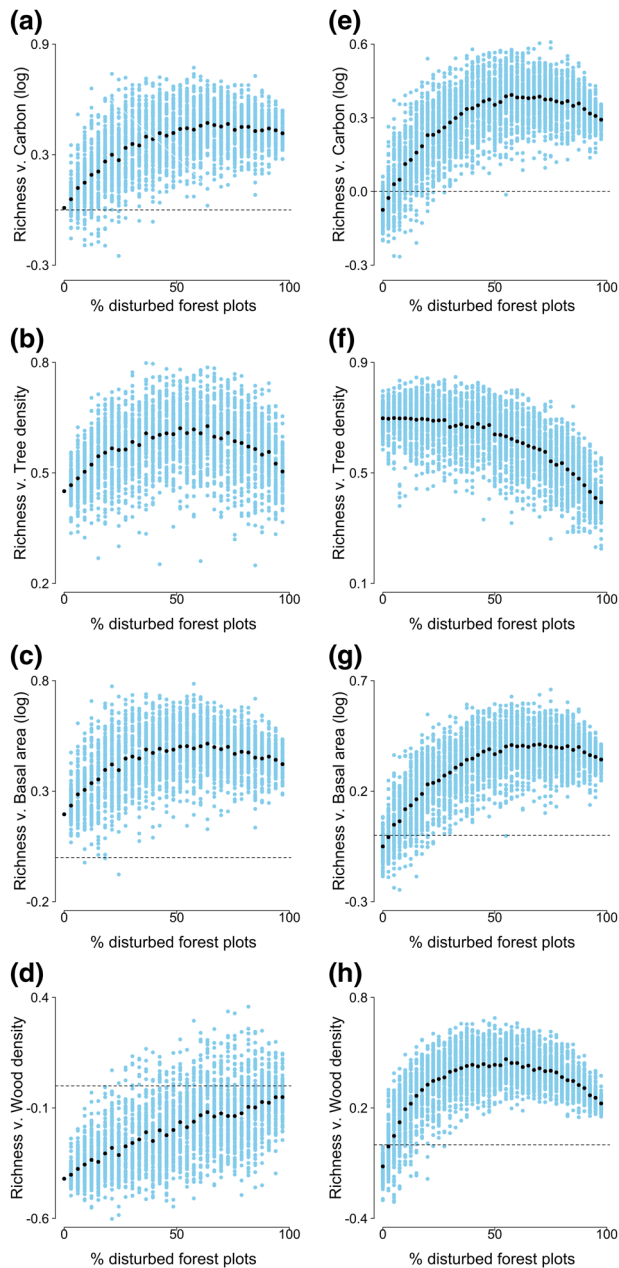 (a)
Richness v. Carbon (log)
0.9
0.3
-0.3
0
50
100
% disturbed forest plots
(b)
Richness v. Tree density
0.8
0.5
0.2
0
50
100
% disturbed forest plots
(c)
Richness v. Basal area (log)
0.8
0.3
-0.2
0
50
100
% disturbed forest plots
(d)
Richness v. Wood density
0.4
-0.1
-0.6
0
50
100
% disturbed forest plots
(e)
Richness v. Carbon (log)
0.6
0.3
0.0
-0.3
0
50
100
% disturbed forest plots
(f)
Richness v. Tree density
0.9
0.5
0.1
0
50
100
% disturbed forest plots
(g)
Richness v. Basal area (log)
0.7
0.2
-0.3
0
50
100
% disturbed forest plots
(h)
Richness v. Wood density
0.8
0.2
-0.4
0
50
100
% disturbed forest plots